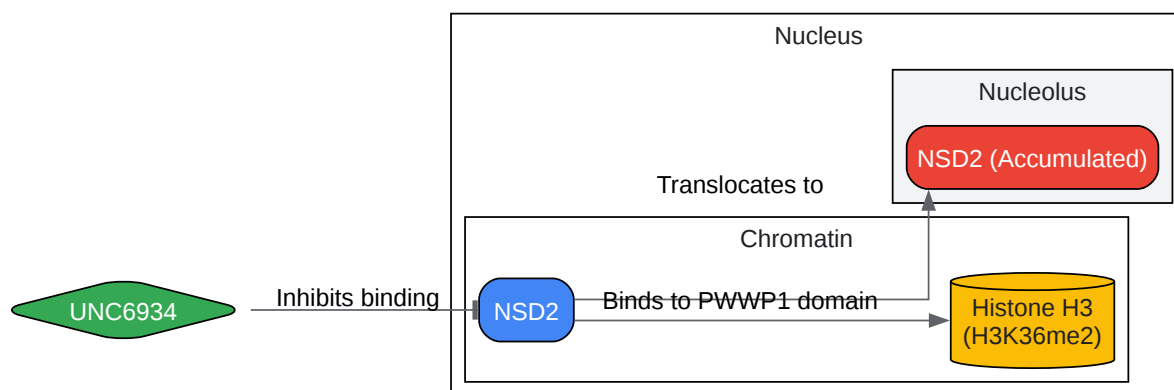 Nucleus
Nucleolus
NSD2 (Accumulated)
Translocates to
Chromatin
UNC6934
Inhibits binding
NSD2
Binds to PWWP1 domain
Histone H3
(H3K36me2)